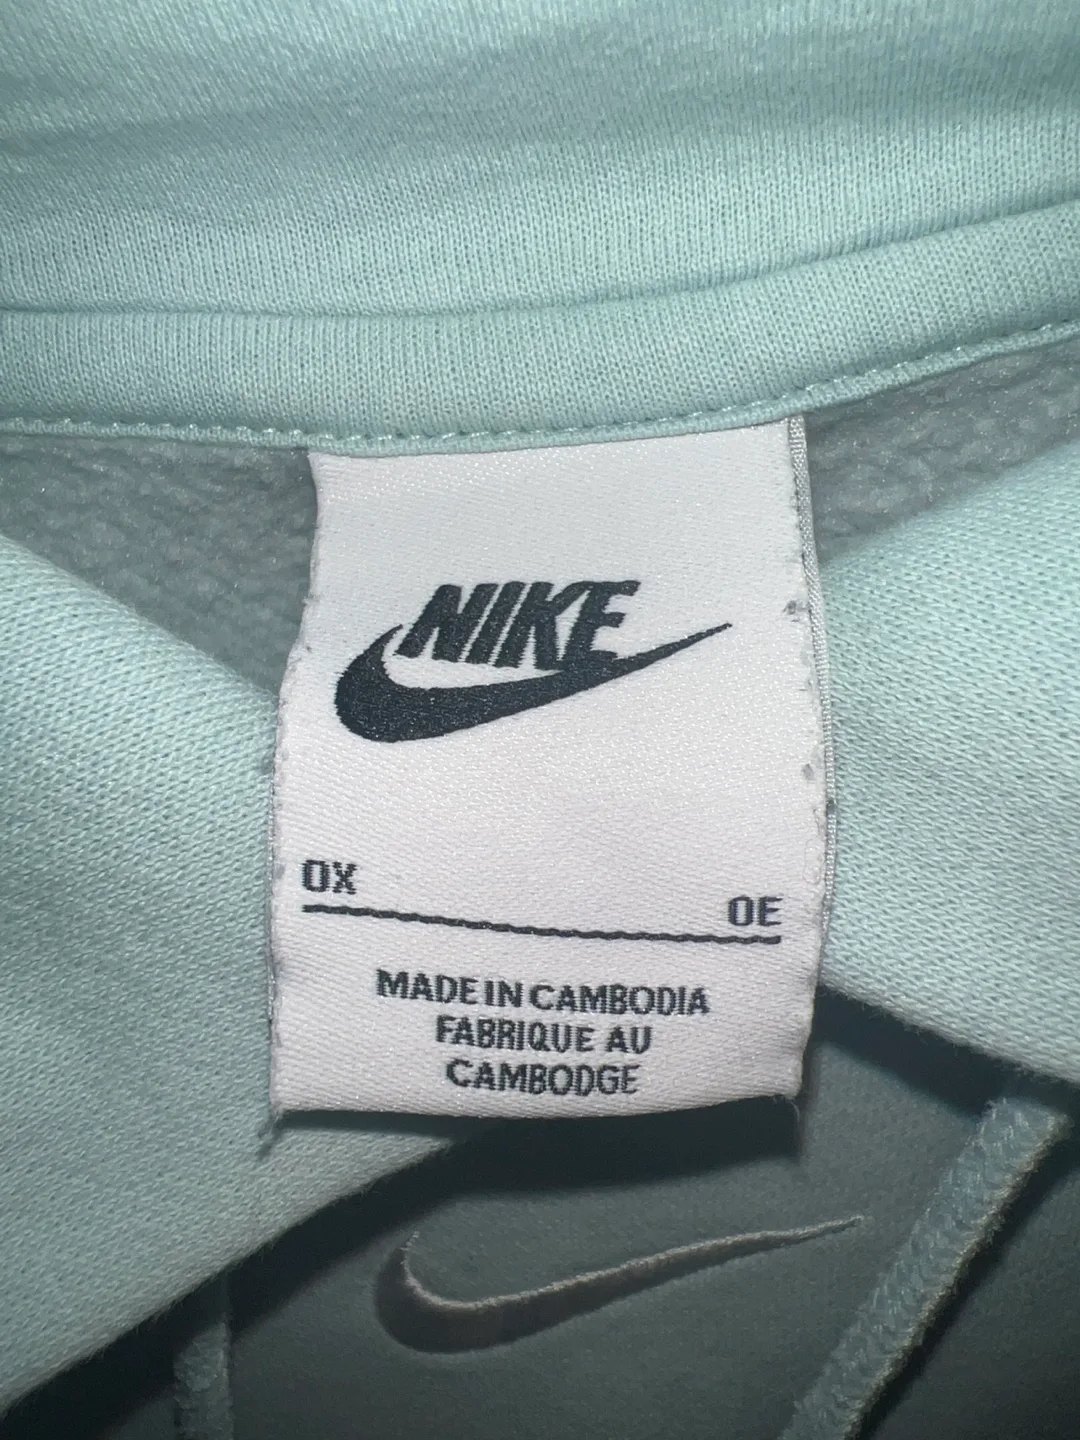 NIKE
0X
0E
MADE IN CAMBODIA
FABRIQUE AU
CAMBODGE